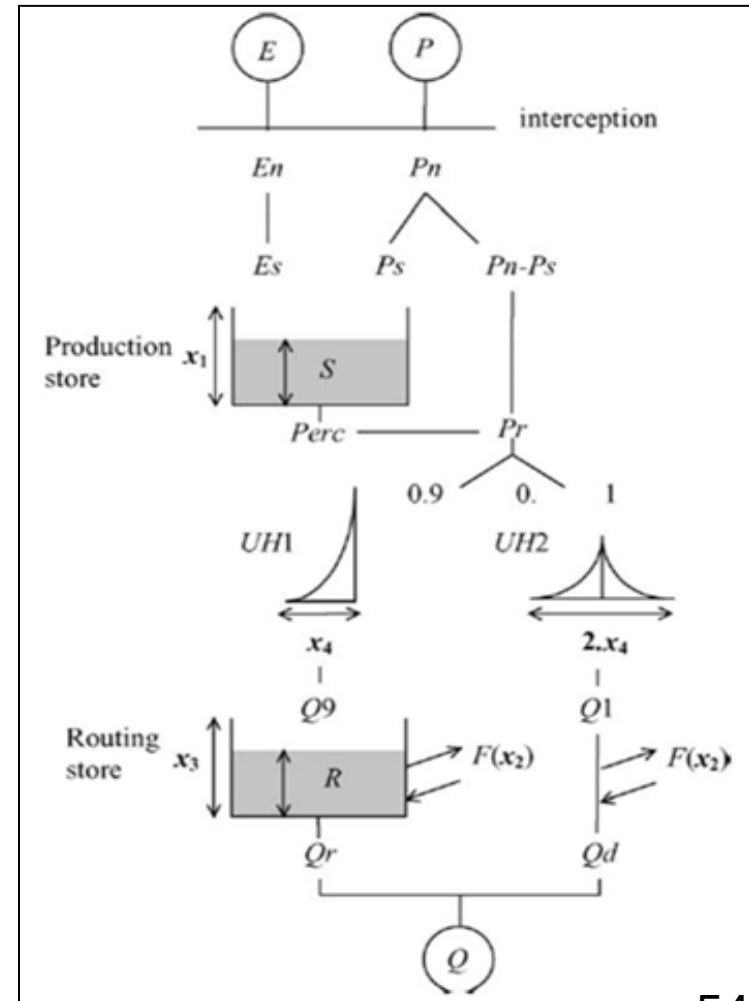 E P
interception
En Pn
Es Ps Pn-Ps
Production store x₁ S
Perc Pr
0.9 0. 1
UH1 UH2
x₄ 2.x₄
Q9 Q1
Routing store x₃ R F(x₂) F(x₂)
Qr Qd
Q